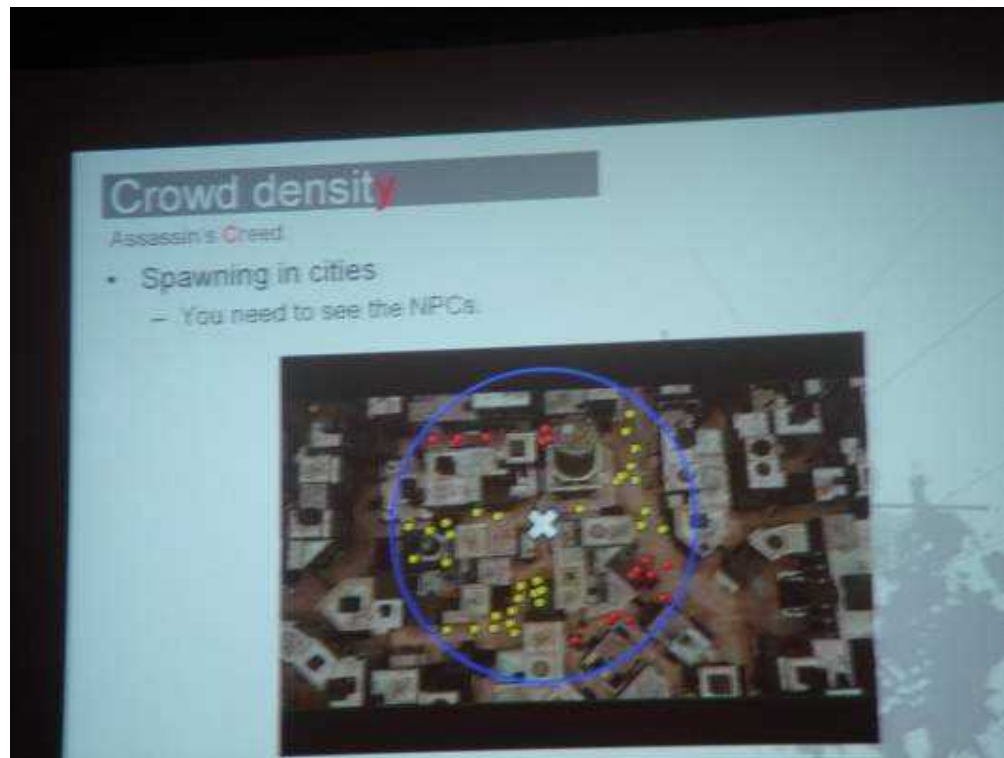 Crowd density
Assassin's Creed
• Spawning in cities
– You need to see the NPCs.